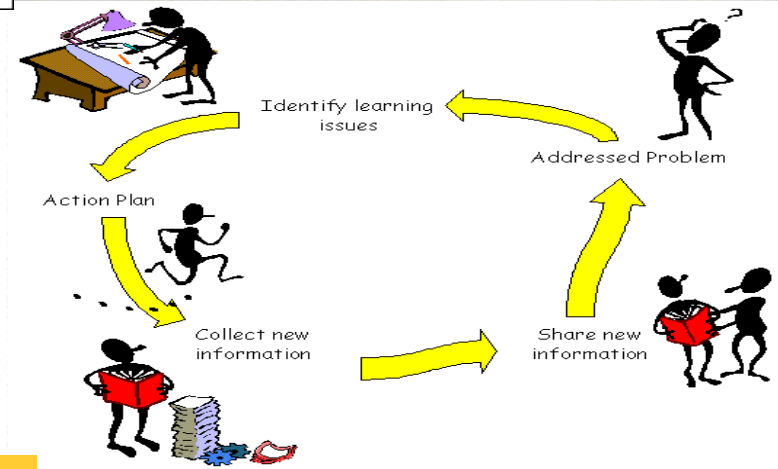 ?
Identify learning
issues
Addressed Problem
Action Plan
Collect new
information
Share new
information